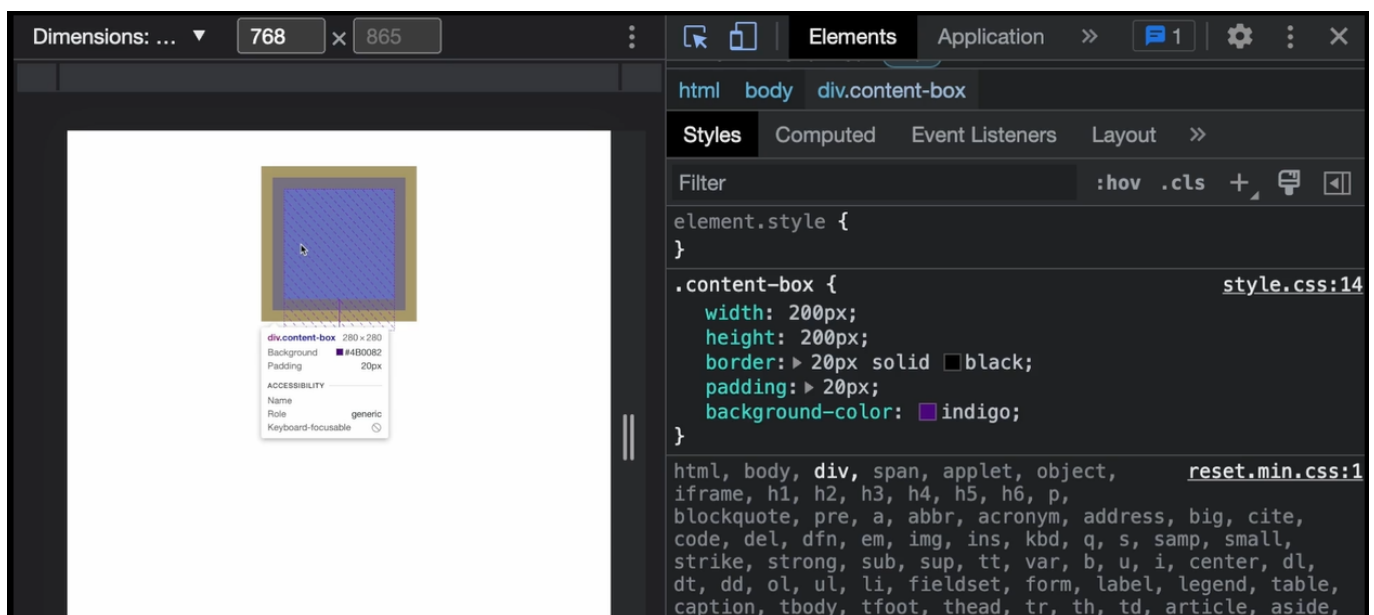 Dimensions: ... ▼ 768 × 865
Elements Application » 1
html body div.content-box
Styles Computed Event Listeners Layout »
Filter :hov .cls +
element.style {
}
.content-box { style.css:14
width: 200px;
height: 200px;
border: ▶ 20px solid black;
padding: ▶ 20px;
background-color: indigo;
}
html, body, div, span, applet, object, reset.min.css:1
iframe, h1, h2, h3, h4, h5, h6, p,
blockquote, pre, a, abbr, acronym, address, big, cite,
code, del, dfn, em, img, ins, kbd, q, s, samp, small,
strike, strong, sub, sup, tt, var, b, u, i, center, dl,
dt, dd, ol, ul, li, fieldset, form, label, legend, table,
caption, tbody, tfoot, thead, tr, th, td, article, aside,
div.content-box 280×280
Background #4B0082
Padding 20px
ACCESSIBILITY
Name
Role generic
Keyboard-focusable